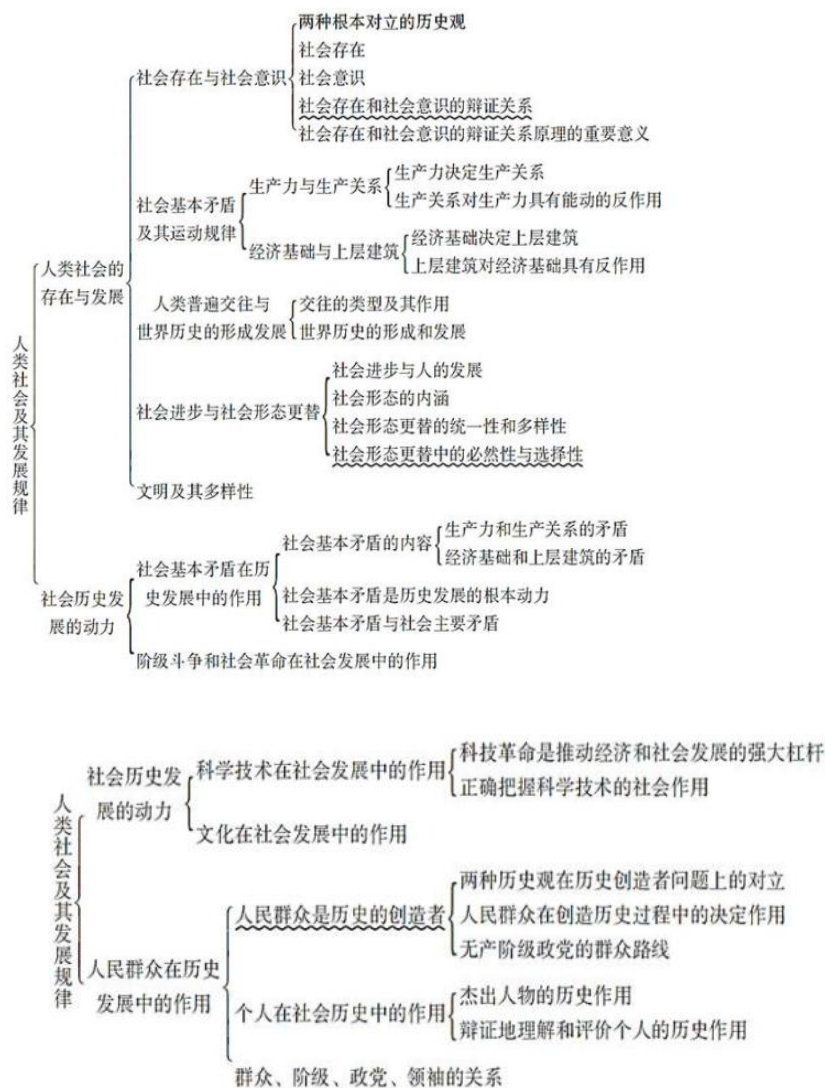 人类社会及其发展规律
人类社会的
存在与发展
社会存在与社会意识
两种根本对立的历史观
社会存在
社会意识
社会存在和社会意识的辩证关系
社会存在和社会意识的辩证关系原理的重要意义
社会基本矛盾
及其运动规律
生产力与生产关系
生产力决定生产关系
生产关系对生产力具有能动的反作用
经济基础与上层建筑
经济基础决定上层建筑
上层建筑对经济基础具有反作用
人类普遍交往与
世界历史的形成发展
交往的类型及其作用
世界历史的形成和发展
社会进步与社会形态更替
社会进步与人的发展
社会形态的内涵
社会形态更替的统一性和多样性
社会形态更替中的必然性与选择性
文明及其多样性
社会历史发
展的动力
社会基本矛盾在历
史发展中的作用
社会基本矛盾的内容
生产力和生产关系的矛盾
经济基础和上层建筑的矛盾
社会基本矛盾是历史发展的根本动力
社会基本矛盾与社会主要矛盾
阶级斗争和社会革命在社会发展中的作用
人类社会及其发展规律
社会历史发
展的动力
科学技术在社会发展中的作用
科技革命是推动经济和社会发展的强大杠杆
正确把握科学技术的社会作用
文化在社会发展中的作用
人民群众在历史
发展中的作用
人民群众是历史的创造者
两种历史观在历史创造者问题上的对立
人民群众在创造历史过程中的决定作用
无产阶级政党的群众路线
个人在社会历史中的作用
杰出人物的历史作用
辩证地理解和评价个人的历史作用
群众、阶级、政党、领袖的关系